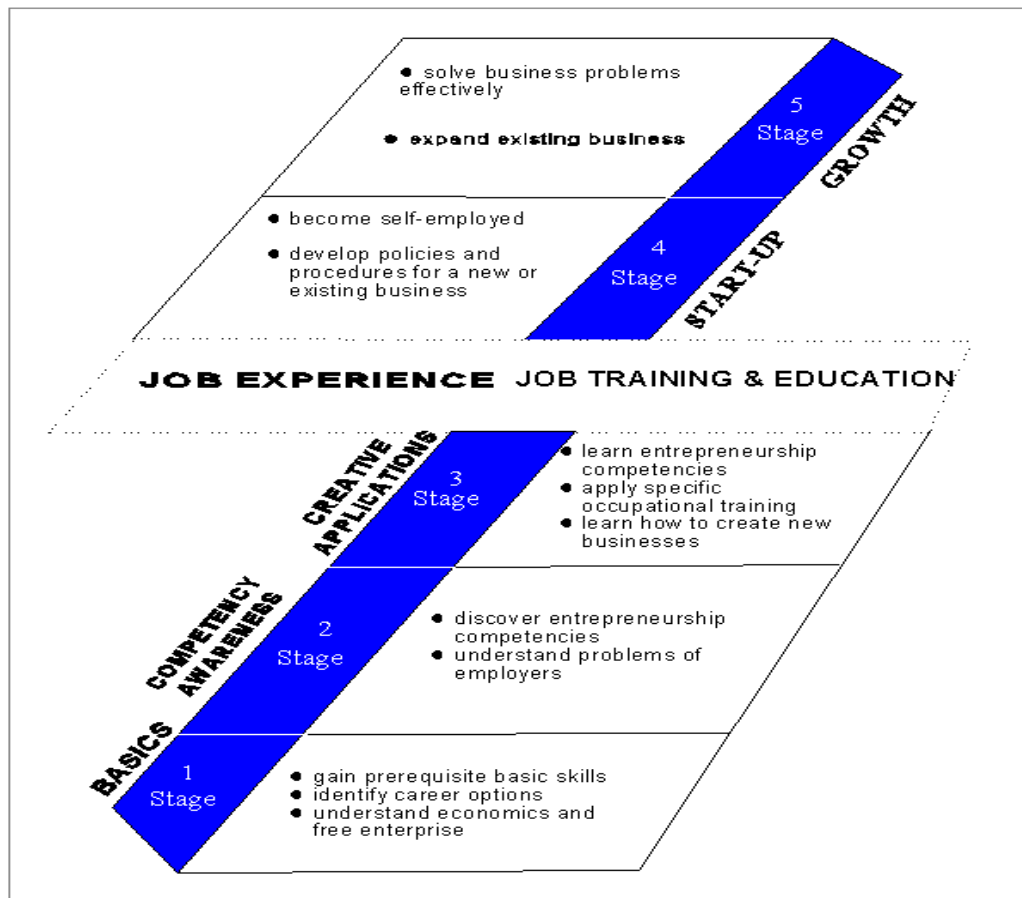 ● solve business problems
effectively
● expand existing business
5
Stage
GROWTH
● become self-employed
● develop policies and
procedures for a new or
existing business
4
Stage
START-UP
JOB EXPERIENCE JOB TRAINING & EDUCATION
CREATIVE
APPLICATIONS
3
Stage
● learn entrepreneurship
competencies
● apply specific
occupational training
● learn how to create new
businesses
COMPETENCY
AWARENESS
2
Stage
● discover entrepreneurship
competencies
● understand problems of
employers
BASICS
1
Stage
● gain prerequisite basic skills
● identify career options
● understand economics and
free enterprise